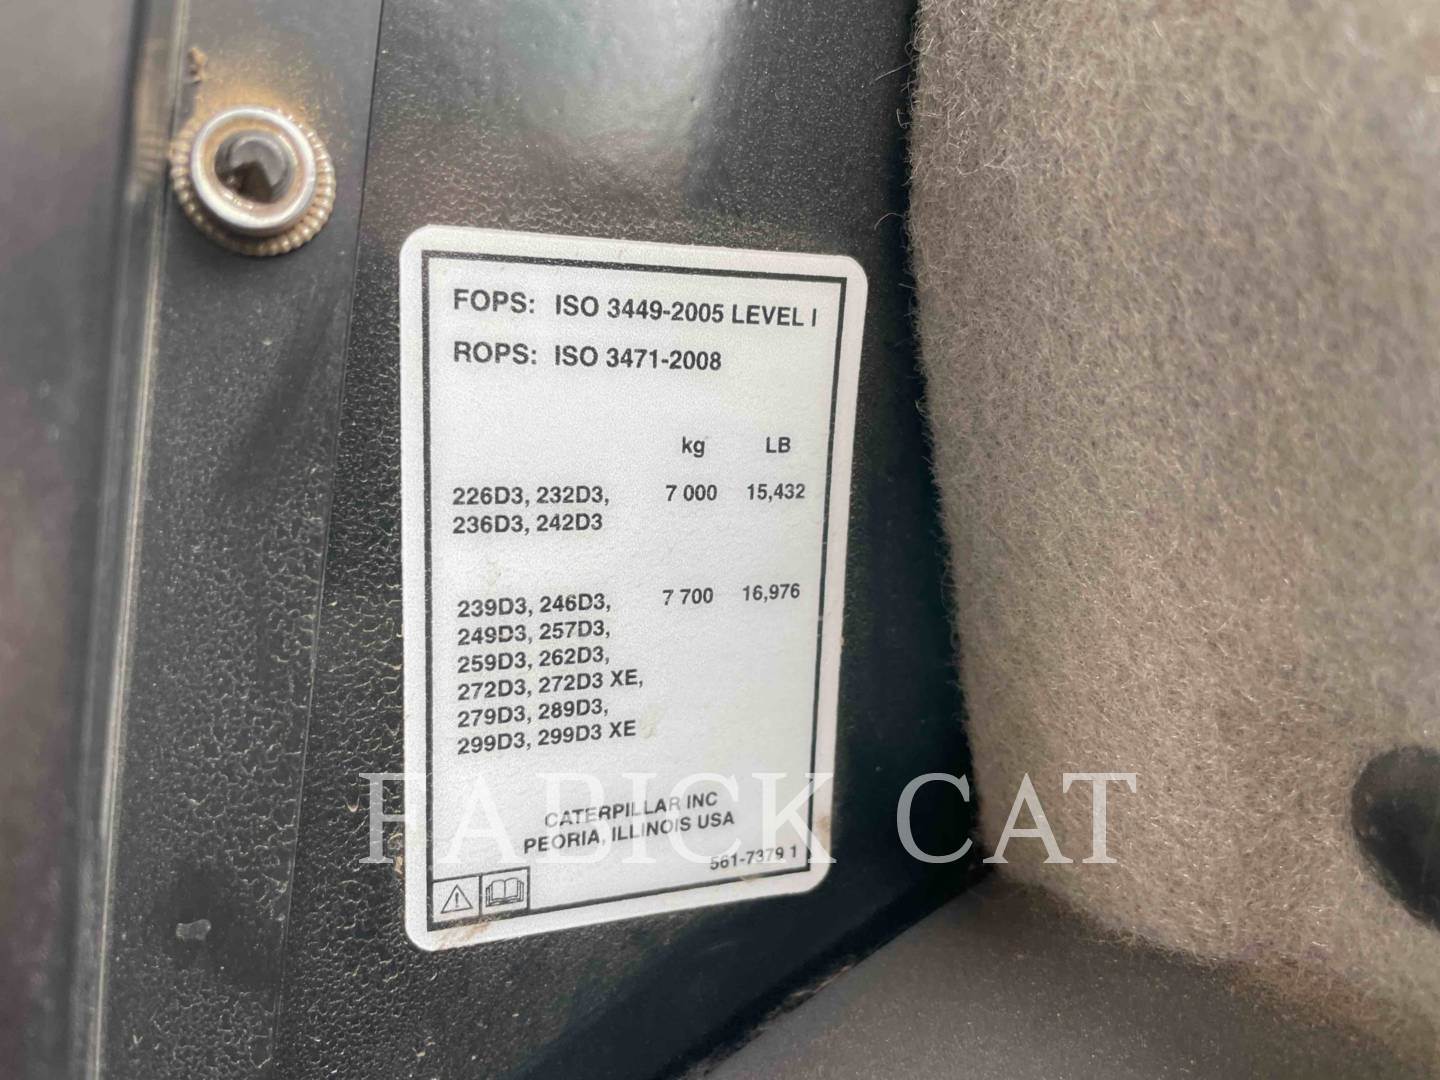 FOPS: ISO 3449-2005 LEVEL I
ROPS: ISO 3471-2008
kg LB
226D3, 232D3, 7 000 15,432
236D3, 242D3
239D3, 246D3, 7 700 16,976
249D3, 257D3,
259D3, 262D3,
272D3, 272D3 XE,
279D3, 289D3,
299D3, 299D3 XE
CATERPILLAR INC
PEORIA, ILLINOIS USA
561-7379 1
FABICK CAT